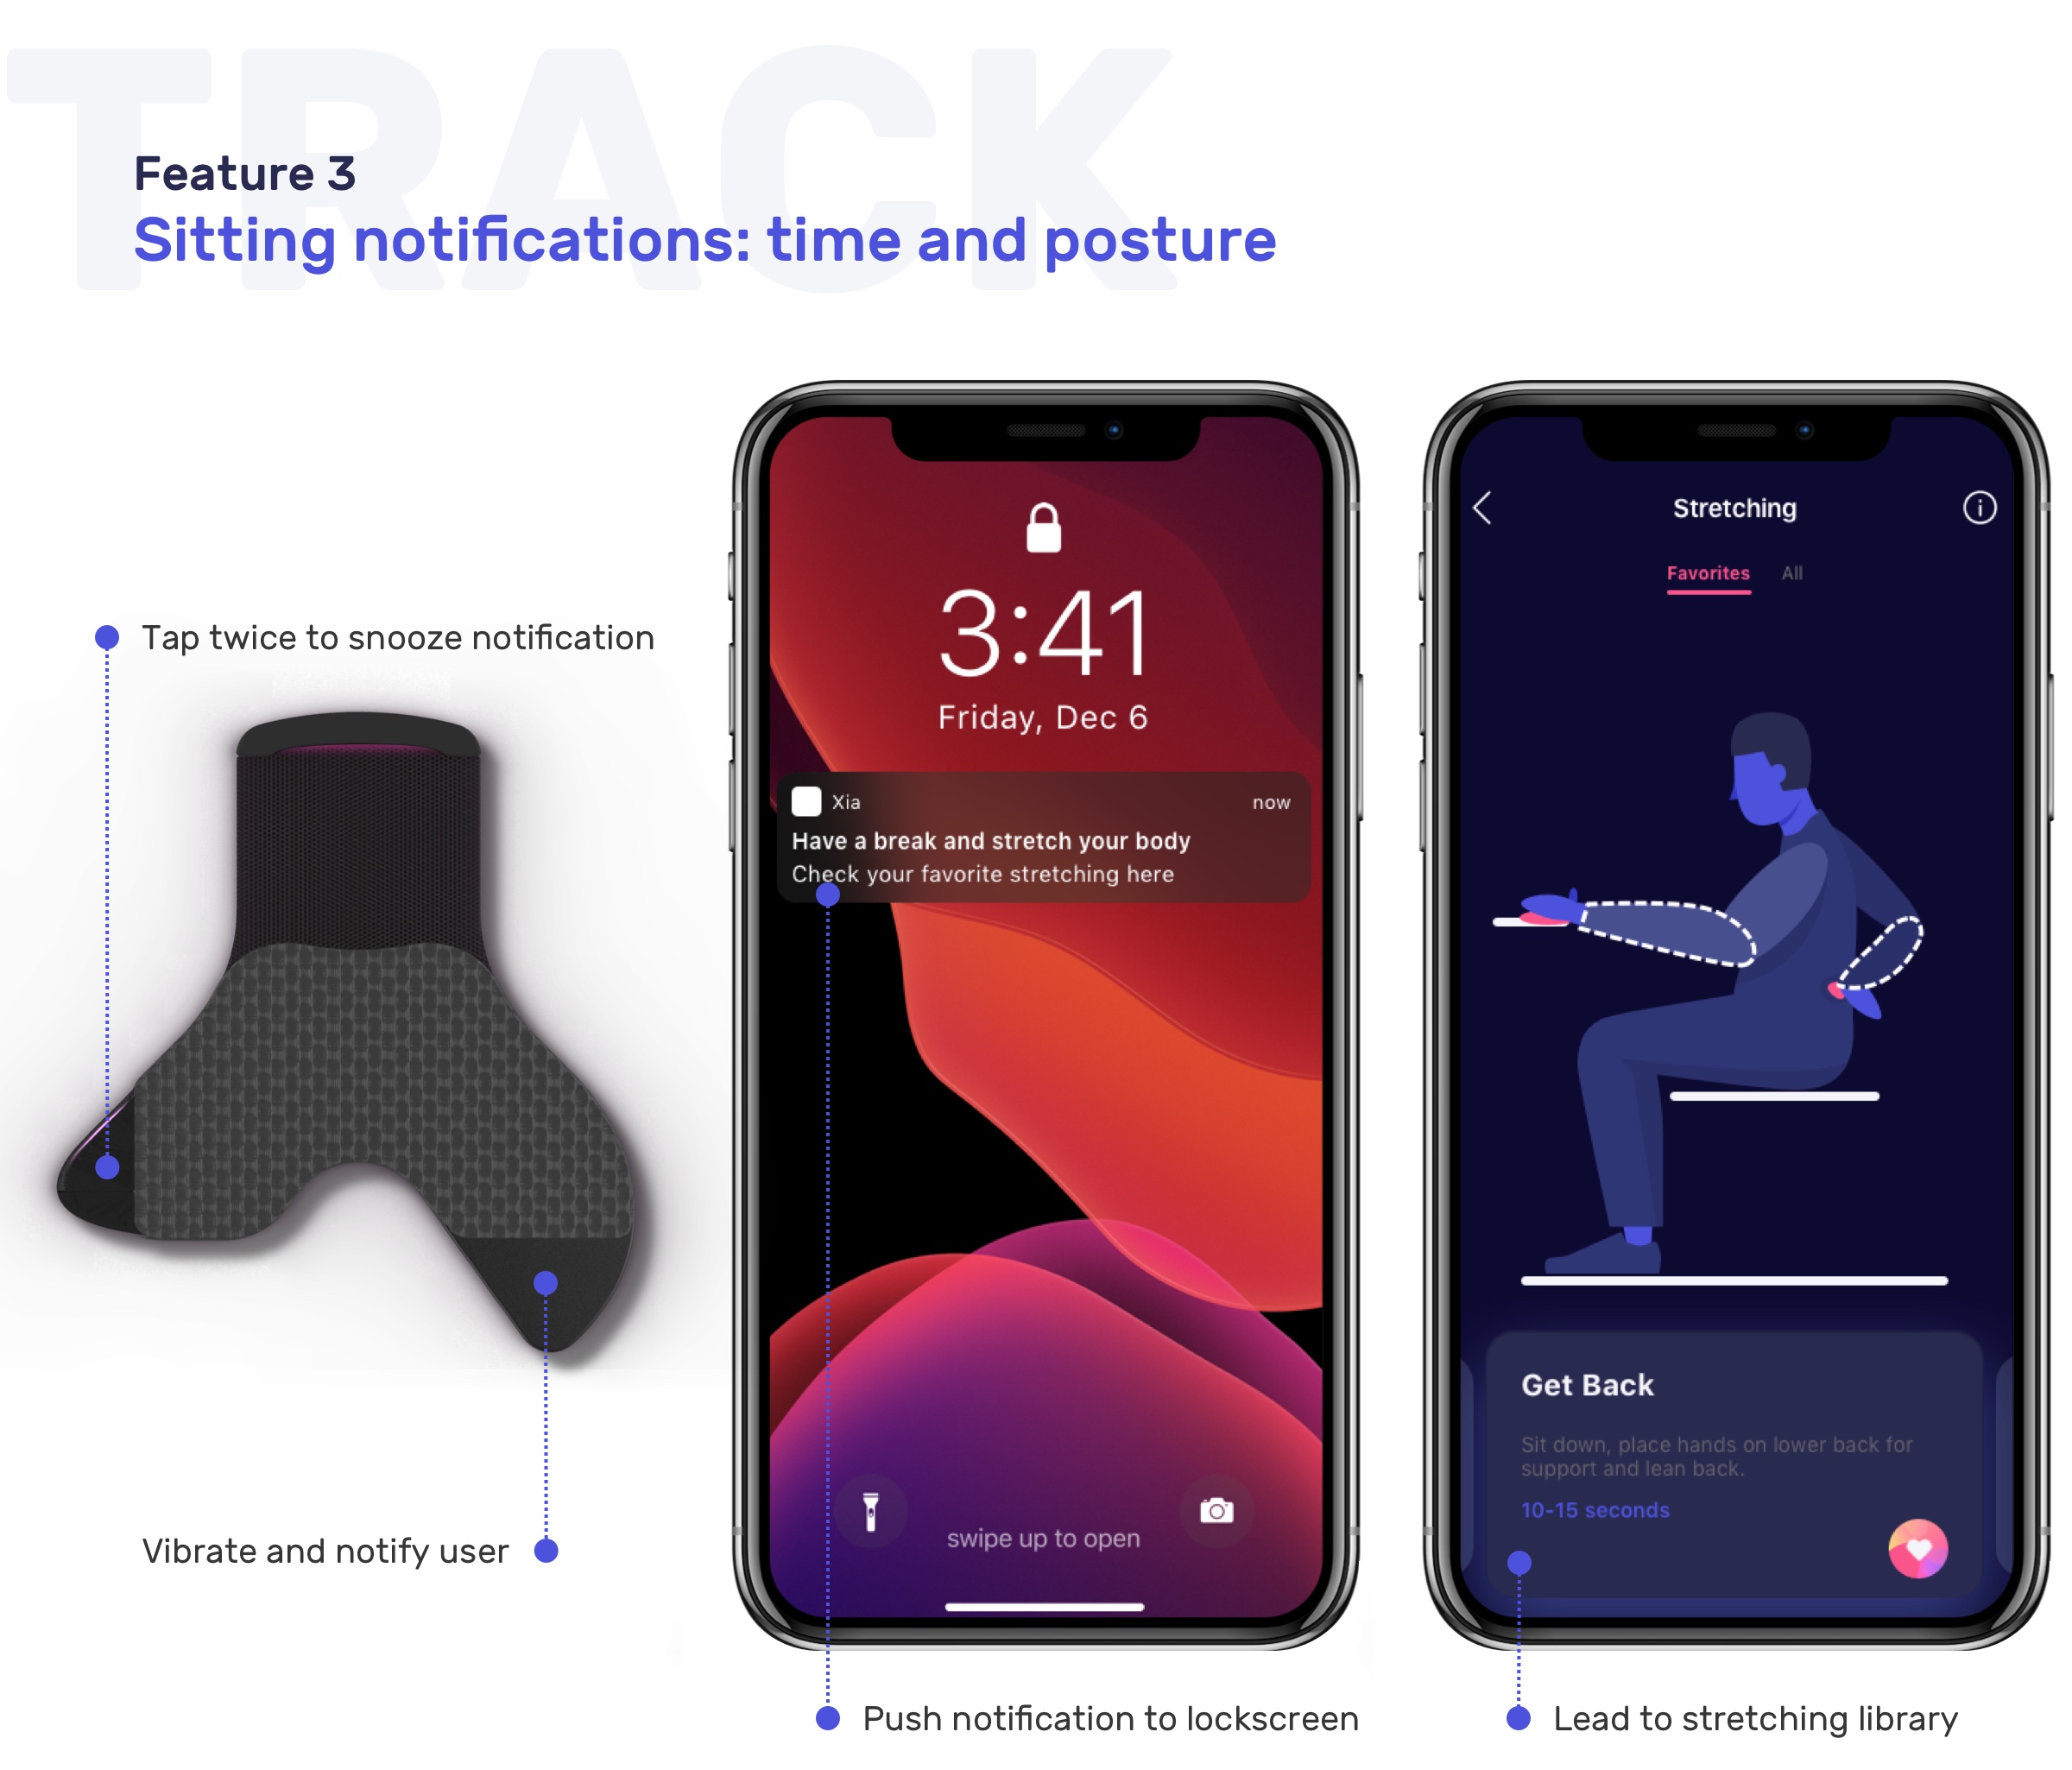 TRACK
Feature 3
Sitting notifications: time and posture
Tap twice to snooze notification
Vibrate and notify user
3:41
Friday, Dec 6
Xia
now
Have a break and stretch your body
Check your favorite stretching here
swipe up to open
Push notification to lockscreen
Stretching
Favorites
All
Get Back
Sit down, place hands on lower back for
support and lean back.
10-15 seconds
Lead to stretching library